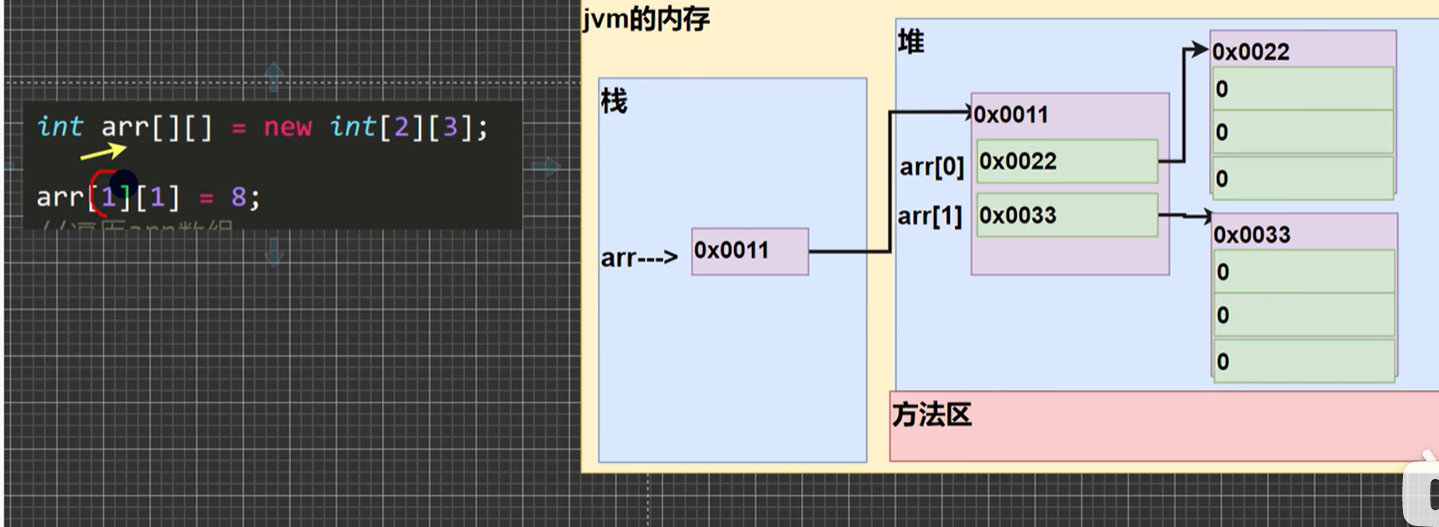 int arr[][] = new int[2][3];
arr[1][1] = 8;
jvm的内存
栈
arr---> 0x0011
堆
0x0011
arr[0] 0x0022
arr[1] 0x0033
0x0022
0
0
0
0x0033
0
0
0
方法区